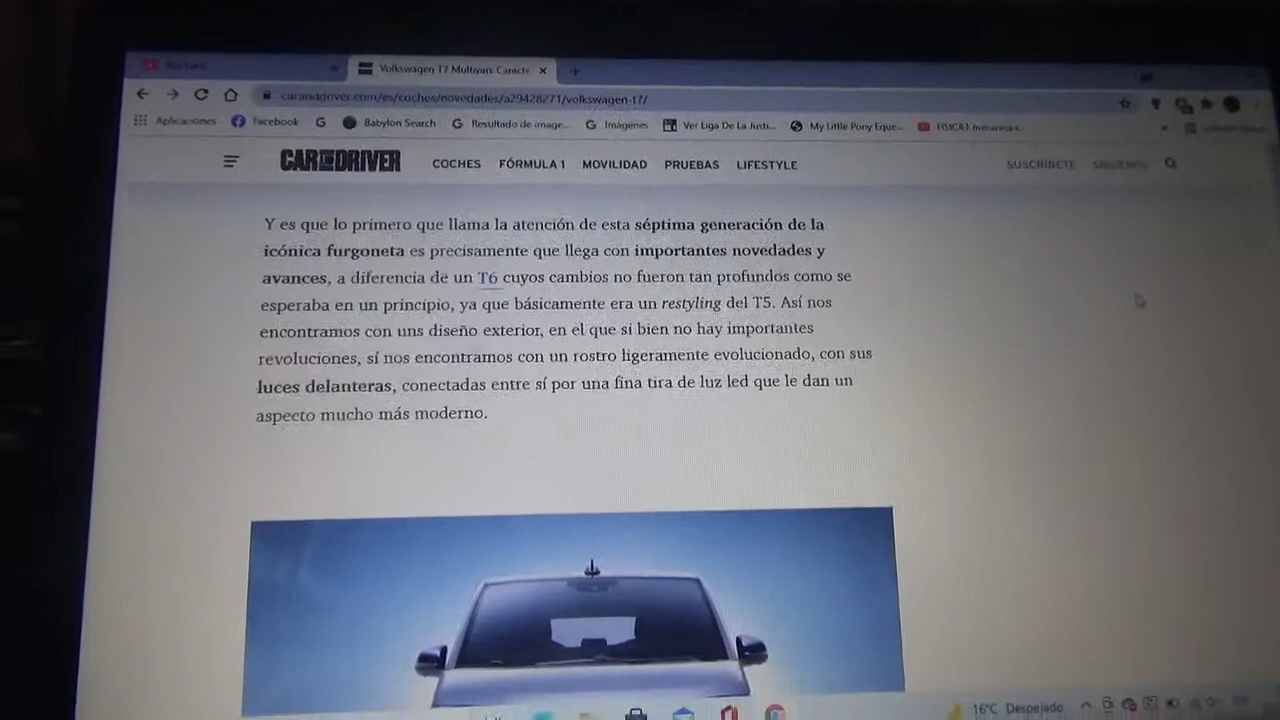 Volkswagen T7 Multivan: Caracte
caranddriver.com/es/coches/novedades/a29428271/volkswagen-t7/
Aplicaciones Facebook Babylon Search Resultado de image... Imágenes Ver Liga De La Justi... My Little Pony Eque... FISICA1 mecanica c...
CAR AND DRIVER COCHES FÓRMULA 1 MOVILIDAD PRUEBAS LIFESTYLE SUSCRÍBETE SÍGUENOS
Y es que lo primero que llama la atención de esta séptima generación de la
icónica furgoneta es precisamente que llega con importantes novedades y
avances, a diferencia de un T6 cuyos cambios no fueron tan profundos como se
esperaba en un principio, ya que básicamente era un restyling del T5. Así nos
encontramos con uns diseño exterior, en el que si bien no hay importantes
revoluciones, sí nos encontramos con un rostro ligeramente evolucionado, con sus
luces delanteras, conectadas entre sí por una fina tira de luz led que le dan un
aspecto mucho más moderno.
16°C Despejado